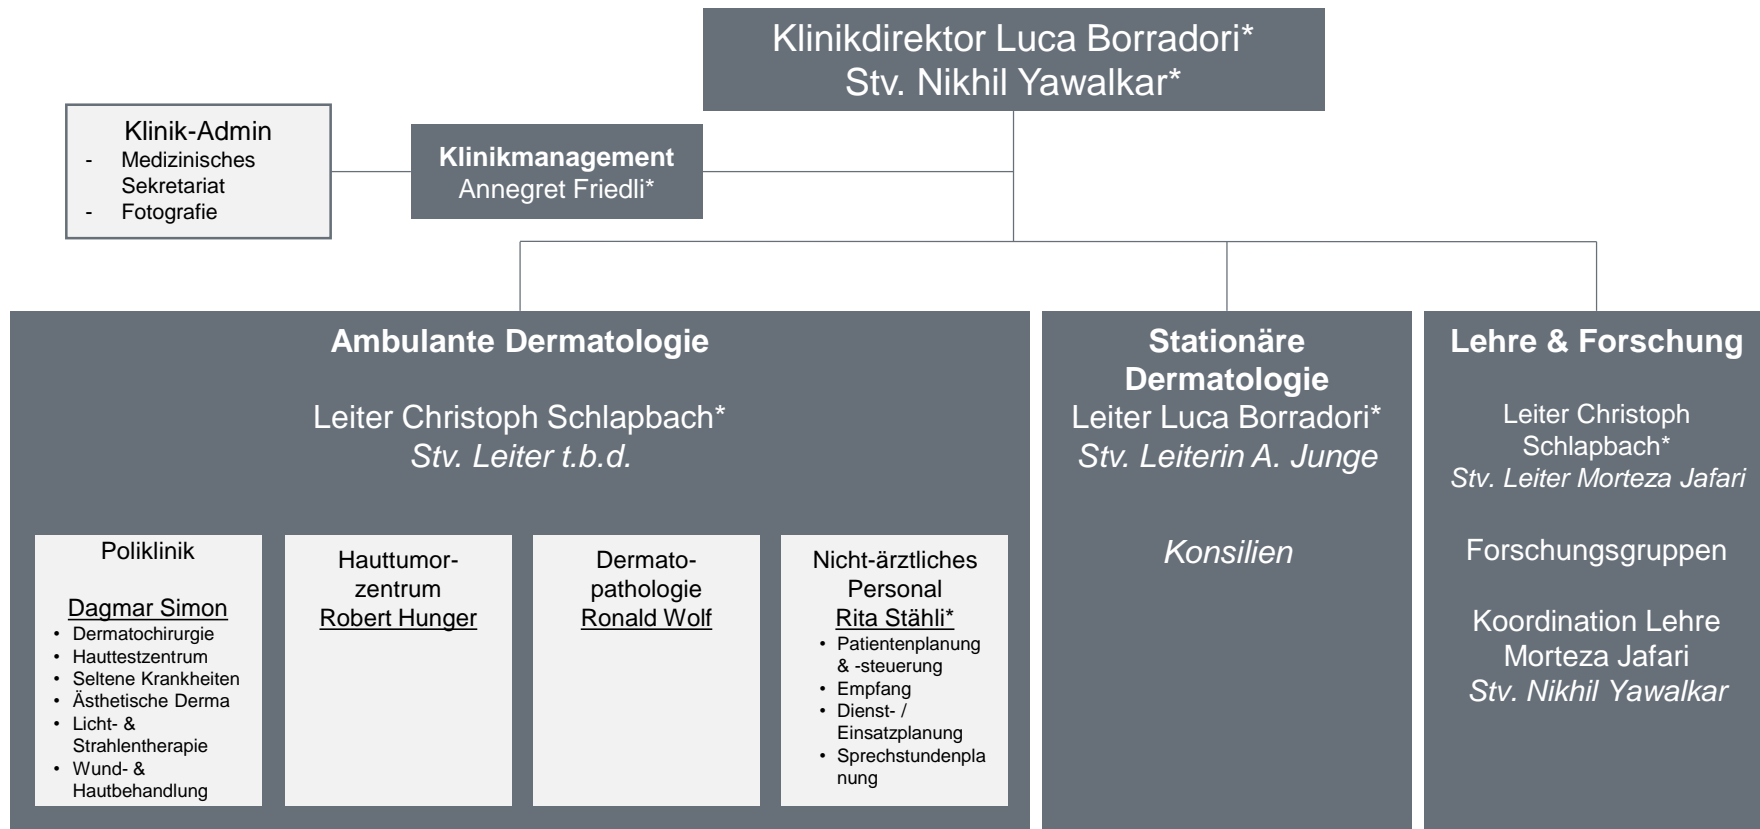 Klinikdirektor Luca Borradori*
Stv. Nikhil Yawalkar*
Klinik-Admin
- Medizinisches
Sekretariat
- Fotografie
Klinikmanagement
Annegret Friedli*
Ambulante Dermatologie
Leiter Christoph Schlapbach*
Stv. Leiter t.b.d.
Poliklinik
Dagmar Simon
• Dermatochirurgie
• Hauttestzentrum
• Seltene Krankheiten
• Ästhetische Derma
• Licht- &
Strahlentherapie
• Wund- &
Hautbehandlung
Hauttumor-
zentrum
Robert Hunger
Dermato-
pathologie
Ronald Wolf
Nicht-ärztliches
Personal
Rita Stähli*
• Patientenplanung
& -steuerung
• Empfang
• Dienst- /
Einsatzplanung
• Sprechstundenpla
nung
Stationäre
Dermatologie
Leiter Luca Borradori*
Stv. Leiterin A. Junge
Konsilien
Lehre & Forschung
Leiter Christoph
Schlapbach*
Stv. Leiter Morteza Jafari
Forschungsgruppen
Koordination Lehre
Morteza Jafari
Stv. Nikhil Yawalkar